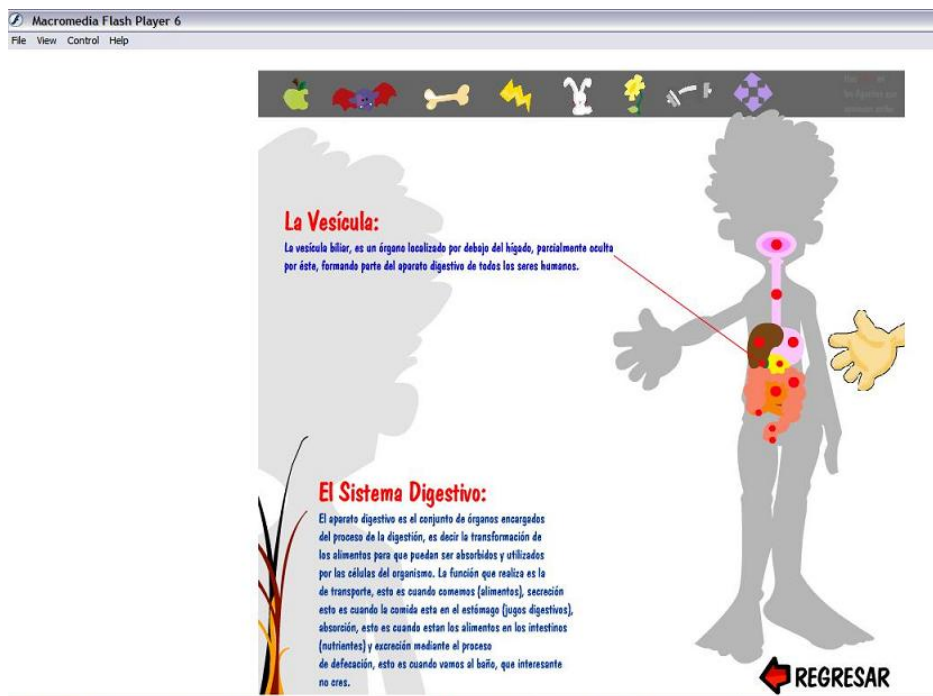 Macromedia Flash Player 6
File View Control Help
La Vesícula:
La vesícula biliar, es un órgano localizado por debajo del hígado, parcialmente oculta
por éste, formando parte del aparato digestivo de todos los seres humanos.
El Sistema Digestivo:
El aparato digestivo es el conjunto de órganos encargados
del proceso de la digestión, es decir la transformación de
los alimentos para que puedan ser absorbidos y utilizados
por las células del organismo. La función que realiza es la
de transporte, esto es cuando comemos (alimentos), secreción
esto es cuando la comida esta en el estómago (jugos digestivos),
absorción, esto es cuando estan los alimentos en los intestinos
(nutrientes) y excreción mediante el proceso
de defecación, esto es cuando vamos al baño, que interesante
no cres.
REGRESAR